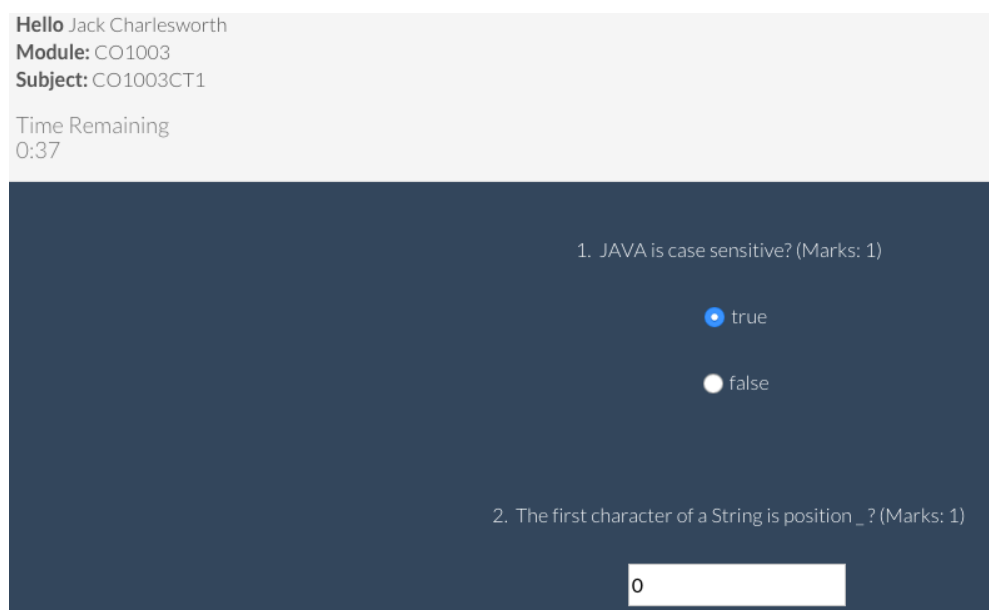 Hello Jack Charlesworth
Module: CO1003
Subject: CO1003CT1
Time Remaining
0:37
1. JAVA is case sensitive? (Marks: 1)
true
false
2. The first character of a String is position _ ? (Marks: 1)
0